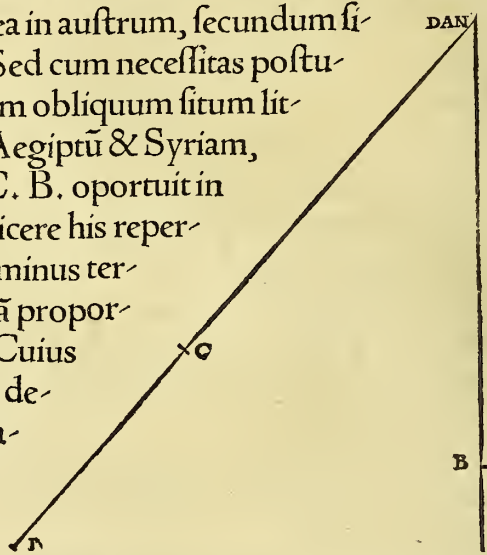 ea in auſtrum, ſecundum ſi-
Sed cum neceſſitas poſtu-
m obliquum ſitum lit-
Aegiptū & Syriam,
C. B. oportuit in
icere his reper-
minus ter-
ā propor-
Cuius
de-
DAN
C
B